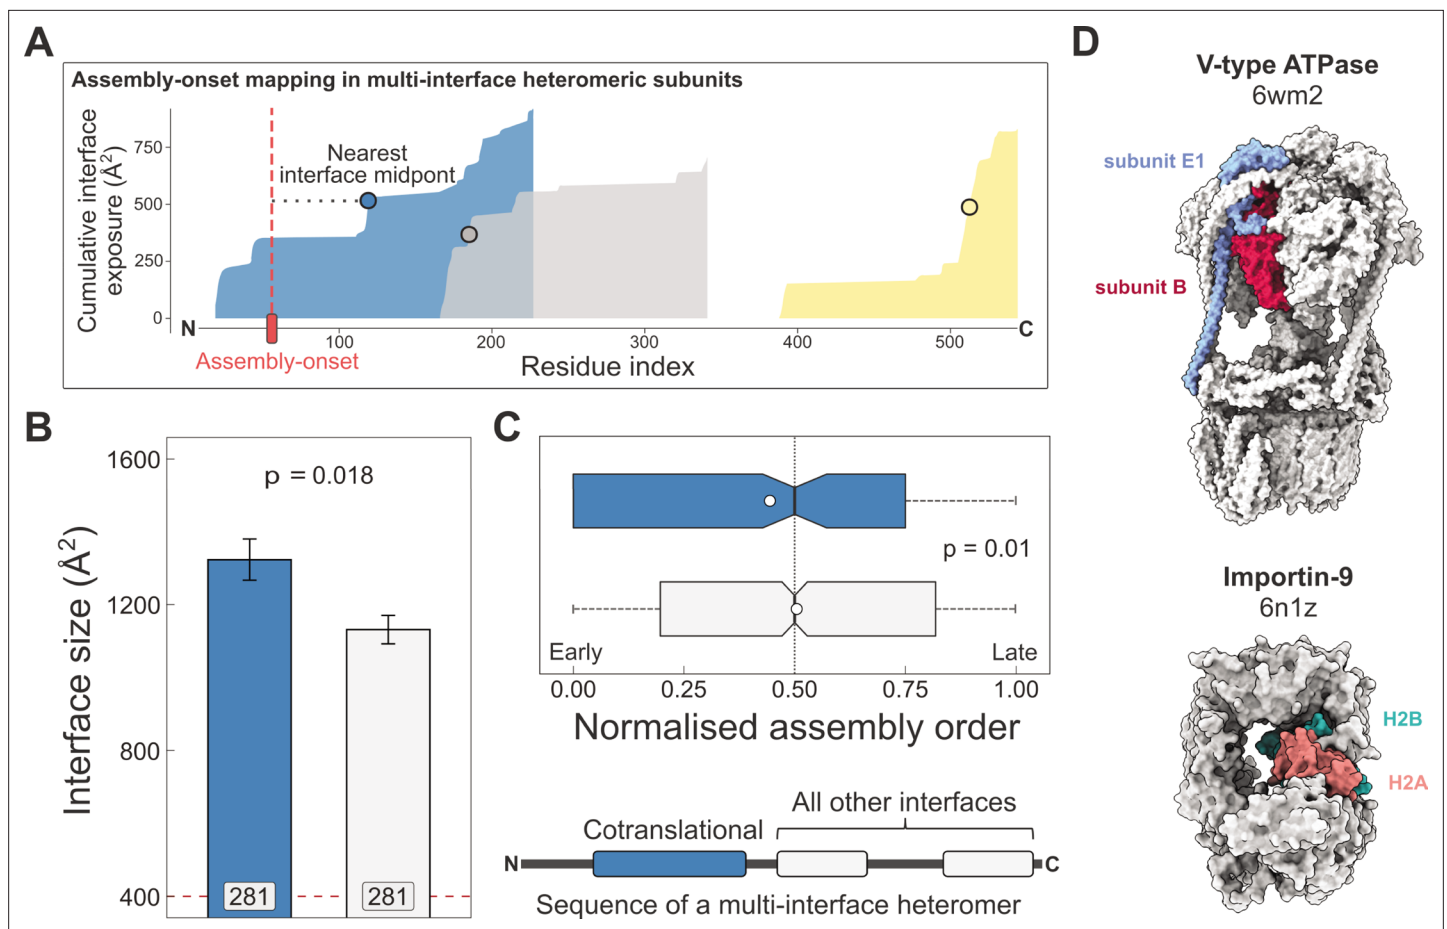 A
Assembly-onset mapping in multi-interface heteromeric subunits
Cumulative interface
exposure (Å²)
750
500
250
0
Nearest
interface midpont
N
C
100
200
300
400
500
Assembly-onset
Residue index
B
Interface size (Å²)
1600
1200
800
400
p = 0.018
281
281
C
p = 0.01
Early
Late
0.00
0.25
0.50
0.75
1.00
Normalised assembly order
All other interfaces
Cotranslational
N
C
Sequence of a multi-interface heteromer
D
V-type ATPase
6wm2
subunit E1
subunit B
Importin-9
6n1z
H2B
H2A